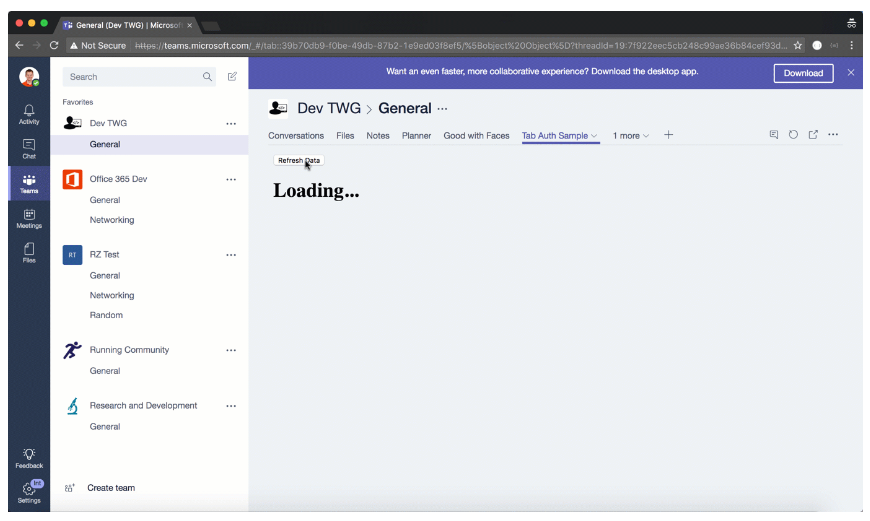 General (Dev TWG) | Microsof
Not Secure https://teams.microsoft.com/_#/tab::39b70db9-f0be-49db-87b2-1e9ed03f8ef5/%5Bobject%20Object%5D?threadId=19:7f922eec5cb248c99ae36b84cef93d...
Search
Want an even faster, more collaborative experience? Download the desktop app.
Download
Activity
Chat
Teams
Meetings
Files
Feedback
Int
Settings
Favorites
Dev TWG
General
Office 365 Dev
General
Networking
RT
RZ Test
General
Networking
Random
Running Community
General
Research and Development
General
Create team
Dev TWG > General ...
Conversations Files Notes Planner Good with Faces Tab Auth Sample 1 more
Refresh Data
Loading...